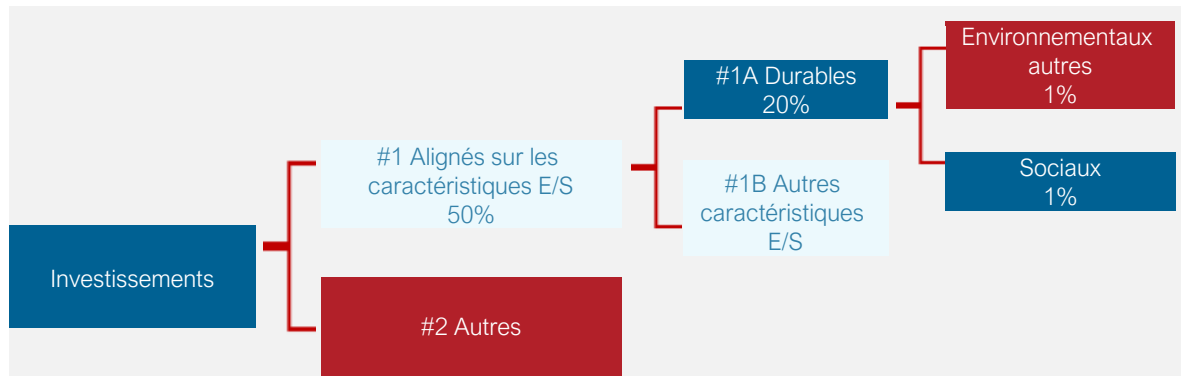 Investissements
#1 Alignés sur les
caractéristiques E/S
50%
#2 Autres
#1A Durables
20%
#1B Autres
caractéristiques
E/S
Environnementaux
autres
1%
Sociaux
1%